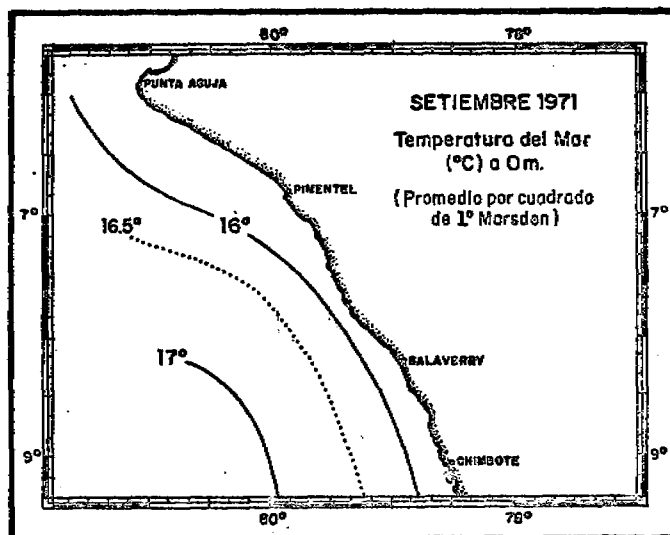 80° 78°
PUNTA AGUJA
SETIEMBRE 1971
Temperatura del Mar
(°C) a 0m.
(Promedio por cuadrado
de 1° Marsden)
PIMENTEL
7° 7°
16.5° 16°
17°
SALAVERRY
CHIMBOTE
9° 9°
80° 78°